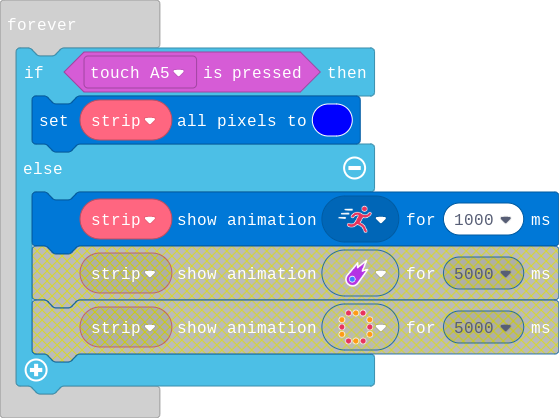 forever
if touch A5 is pressed then
set strip all pixels to
else
strip show animation for 1000 ms
strip show animation for 5000 ms
strip show animation for 5000 ms